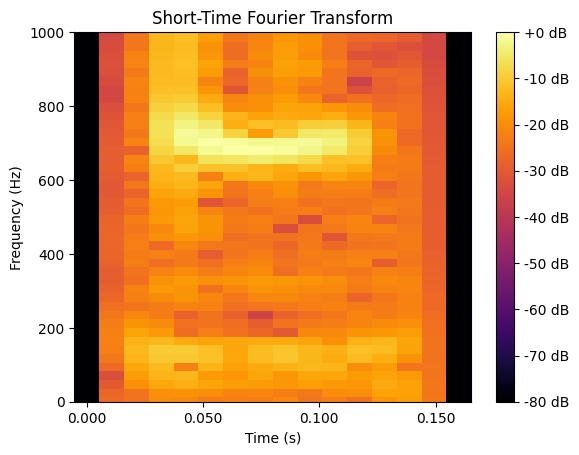 Short-Time Fourier Transform
1000
800
600
400
200
0
Frequency (Hz)
0.000
0.050
0.100
0.150
Time (s)
+0 dB
-10 dB
-20 dB
-30 dB
-40 dB
-50 dB
-60 dB
-70 dB
-80 dB